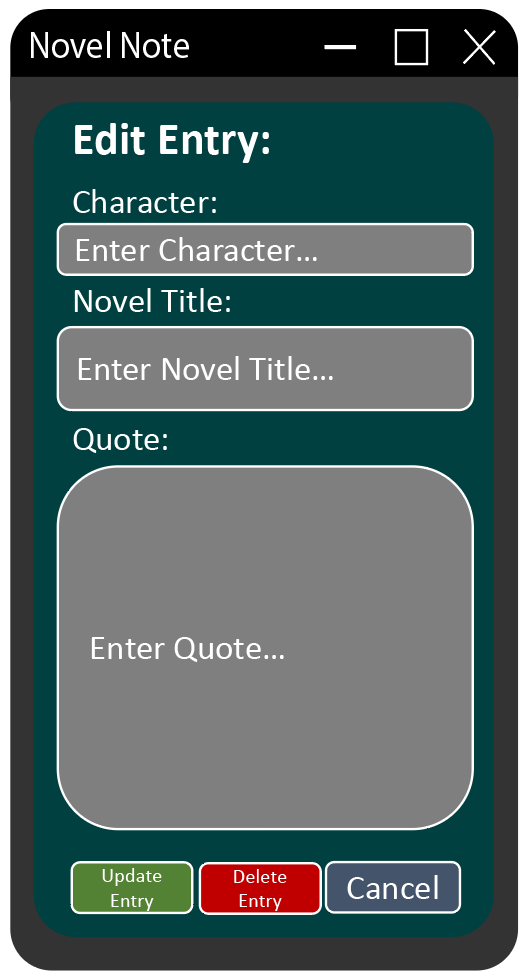 Novel Note
Edit Entry:
Character:
Enter Character...
Novel Title:
Enter Novel Title...
Quote:
Enter Quote...
Update
Entry
Delete
Entry
Cancel